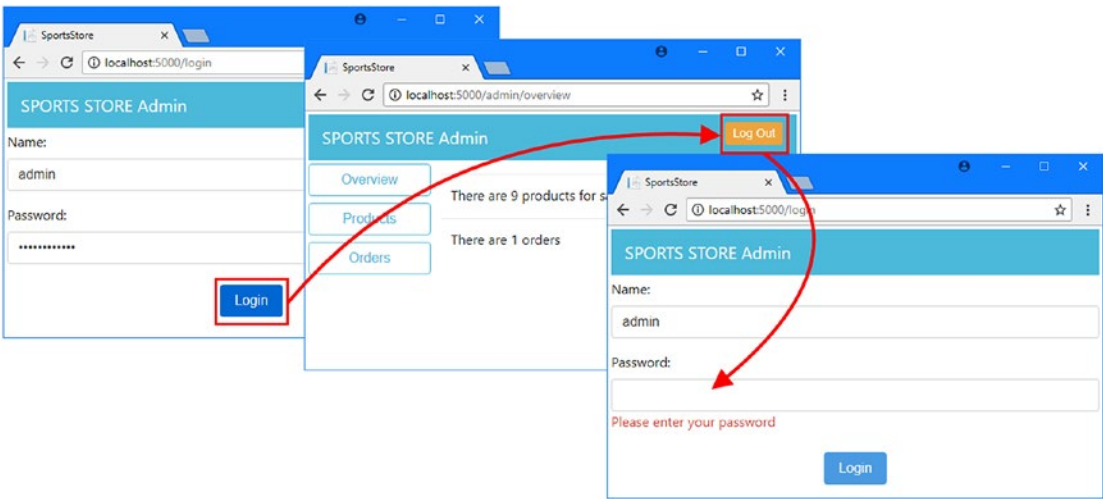 SportsStore
localhost:5000/login
SPORTS STORE Admin
Name:
admin
Password:
••••••••••••
Login
SportsStore
localhost:5000/admin/overview
SPORTS STORE Admin
Log Out
Overview
Products
Orders
There are 9 products for
There are 1 orders
SportsStore
localhost:5000/login
SPORTS STORE Admin
Name:
admin
Password:
Please enter your password
Login